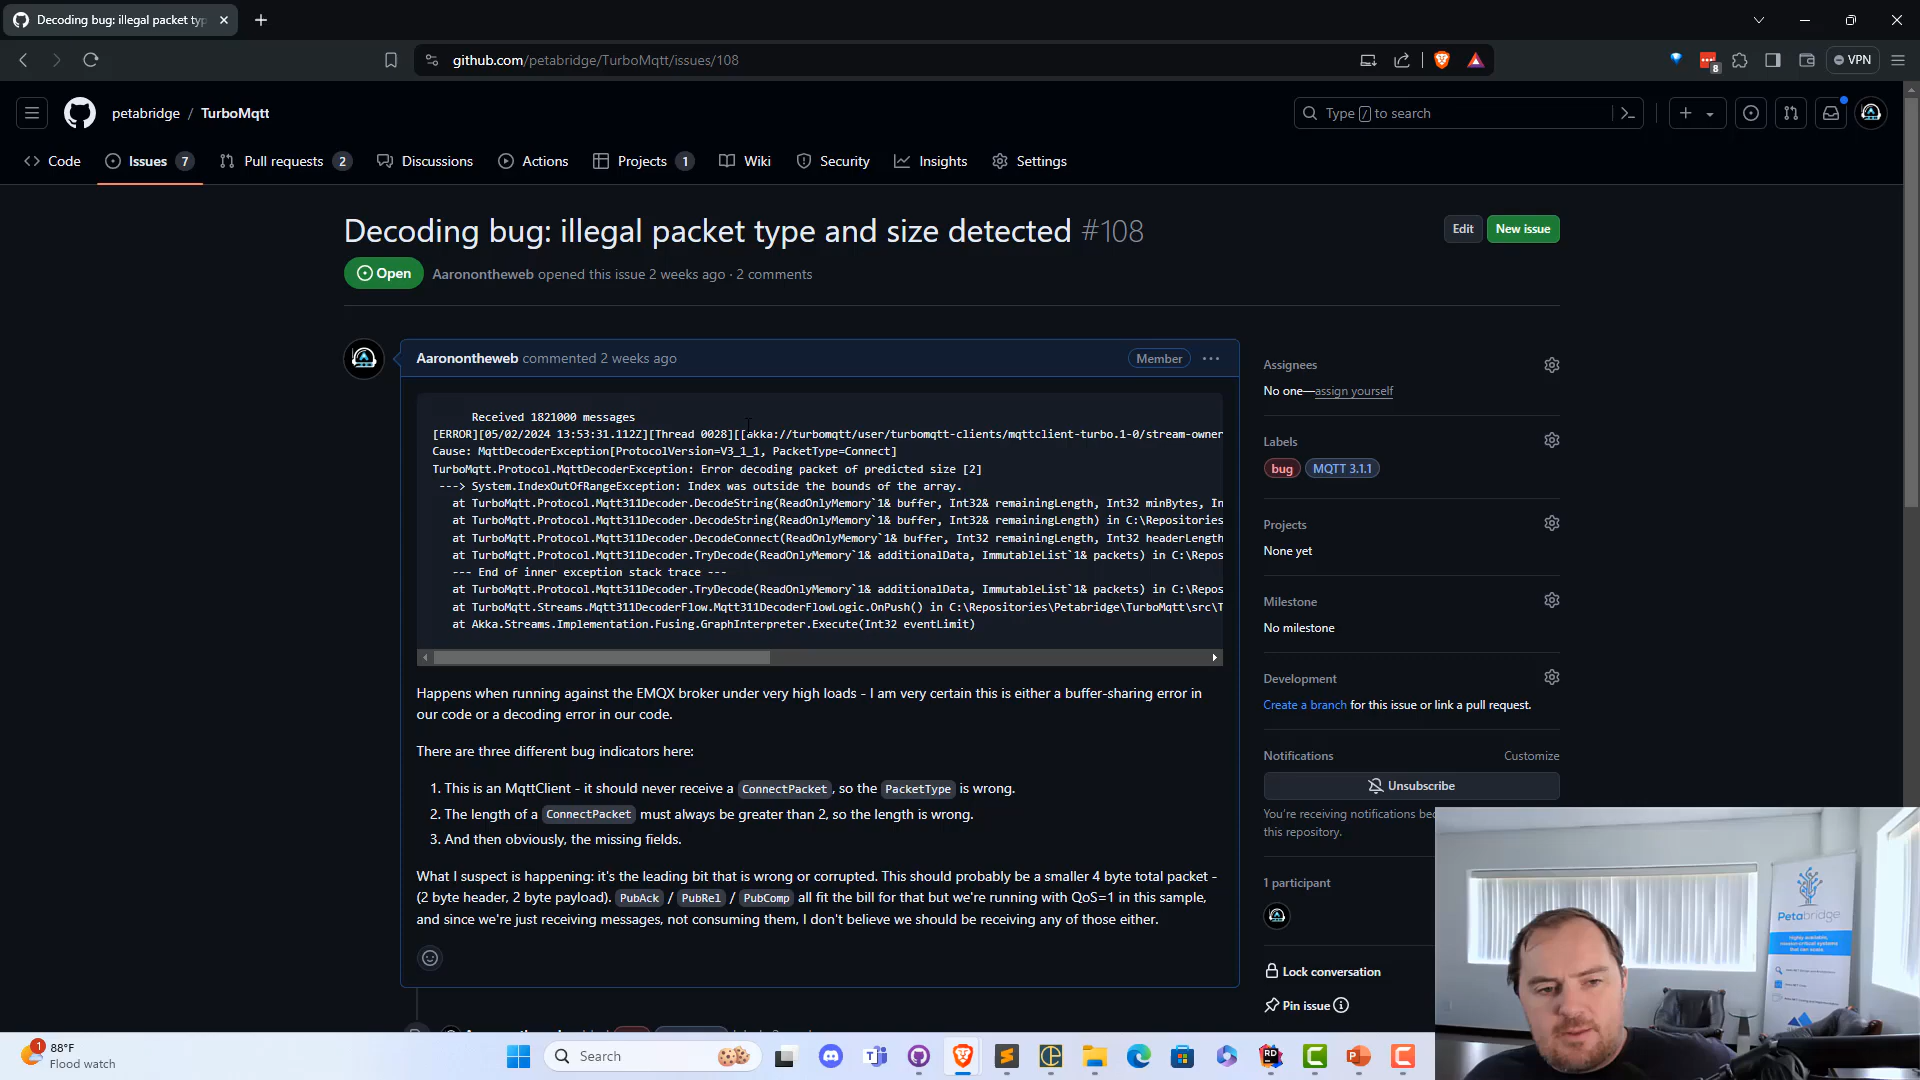 Decoding bug: illegal packet typ
github.com/petabridge/TurboMqtt/issues/108
8
VPN
petabridge / TurboMqtt
Type / to search
Code
Issues 7
Pull requests 2
Discussions
Actions
Projects 1
Wiki
Security
Insights
Settings
Decoding bug: illegal packet type and size detected #108
Edit
New issue
Open
Aaronontheweb opened this issue 2 weeks ago · 2 comments
Aaronontheweb commented 2 weeks ago
Member
Received 1821000 messages
[ERROR][05/02/2024 13:53:31.112Z][Thread 0028][[akka://turbomqtt/user/turbomqtt-clients/mqttclient-turbo.1-0/stream-owner
Cause: MqttDecoderException[ProtocolVersion=V3_1_1, PacketType=Connect]
TurboMqtt.Protocol.MqttDecoderException: Error decoding packet of predicted size [2]
---> System.IndexOutOfRangeException: Index was outside the bounds of the array.
at TurboMqtt.Protocol.Mqtt311Decoder.DecodeString(ReadOnlyMemory`1& buffer, Int32& remainingLength, Int32 minBytes, In
at TurboMqtt.Protocol.Mqtt311Decoder.DecodeString(ReadOnlyMemory`1& buffer, Int32& remainingLength) in C:\Repositories
at TurboMqtt.Protocol.Mqtt311Decoder.DecodeConnect(ReadOnlyMemory`1& buffer, Int32 remainingLength, Int32 headerLength
at TurboMqtt.Protocol.Mqtt311Decoder.TryDecode(ReadOnlyMemory`1& additionalData, ImmutableList`1& packets) in C:\Repos
--- End of inner exception stack trace ---
at TurboMqtt.Protocol.Mqtt311Decoder.TryDecode(ReadOnlyMemory`1& additionalData, ImmutableList`1& packets) in C:\Repos
at TurboMqtt.Streams.Mqtt311DecoderFlow.Mqtt311DecoderFlowLogic.OnPush() in C:\Repositories\Petabridge\TurboMqtt\src\T
at Akka.Streams.Implementation.Fusing.GraphInterpreter.Execute(Int32 eventLimit)
Happens when running against the EMQX broker under very high loads - I am very certain this is either a buffer-sharing error in
our code or a decoding error in our code.
There are three different bug indicators here:
1. This is an MqttClient - it should never receive a ConnectPacket, so the PacketType is wrong.
2. The length of a ConnectPacket must always be greater than 2, so the length is wrong.
3. And then obviously, the missing fields.
What I suspect is happening: it's the leading bit that is wrong or corrupted. This should probably be a smaller 4 byte total packet -
(2 byte header, 2 byte payload). PubAck / PubRel / PubComp all fit the bill for that but we're running with QoS=1 in this sample,
and since we're just receiving messages, not consuming them, I don't believe we should be receiving any of those either.
Assignees
No one—assign yourself
Labels
bug
MQTT 3.1.1
Projects
None yet
Milestone
No milestone
Development
Create a branch for this issue or link a pull request.
Notifications
Customize
Unsubscribe
You're receiving notifications bec
this repository.
1 participant
Lock conversation
Pin issue
Petabridge
1
88°F
Flood watch
Search